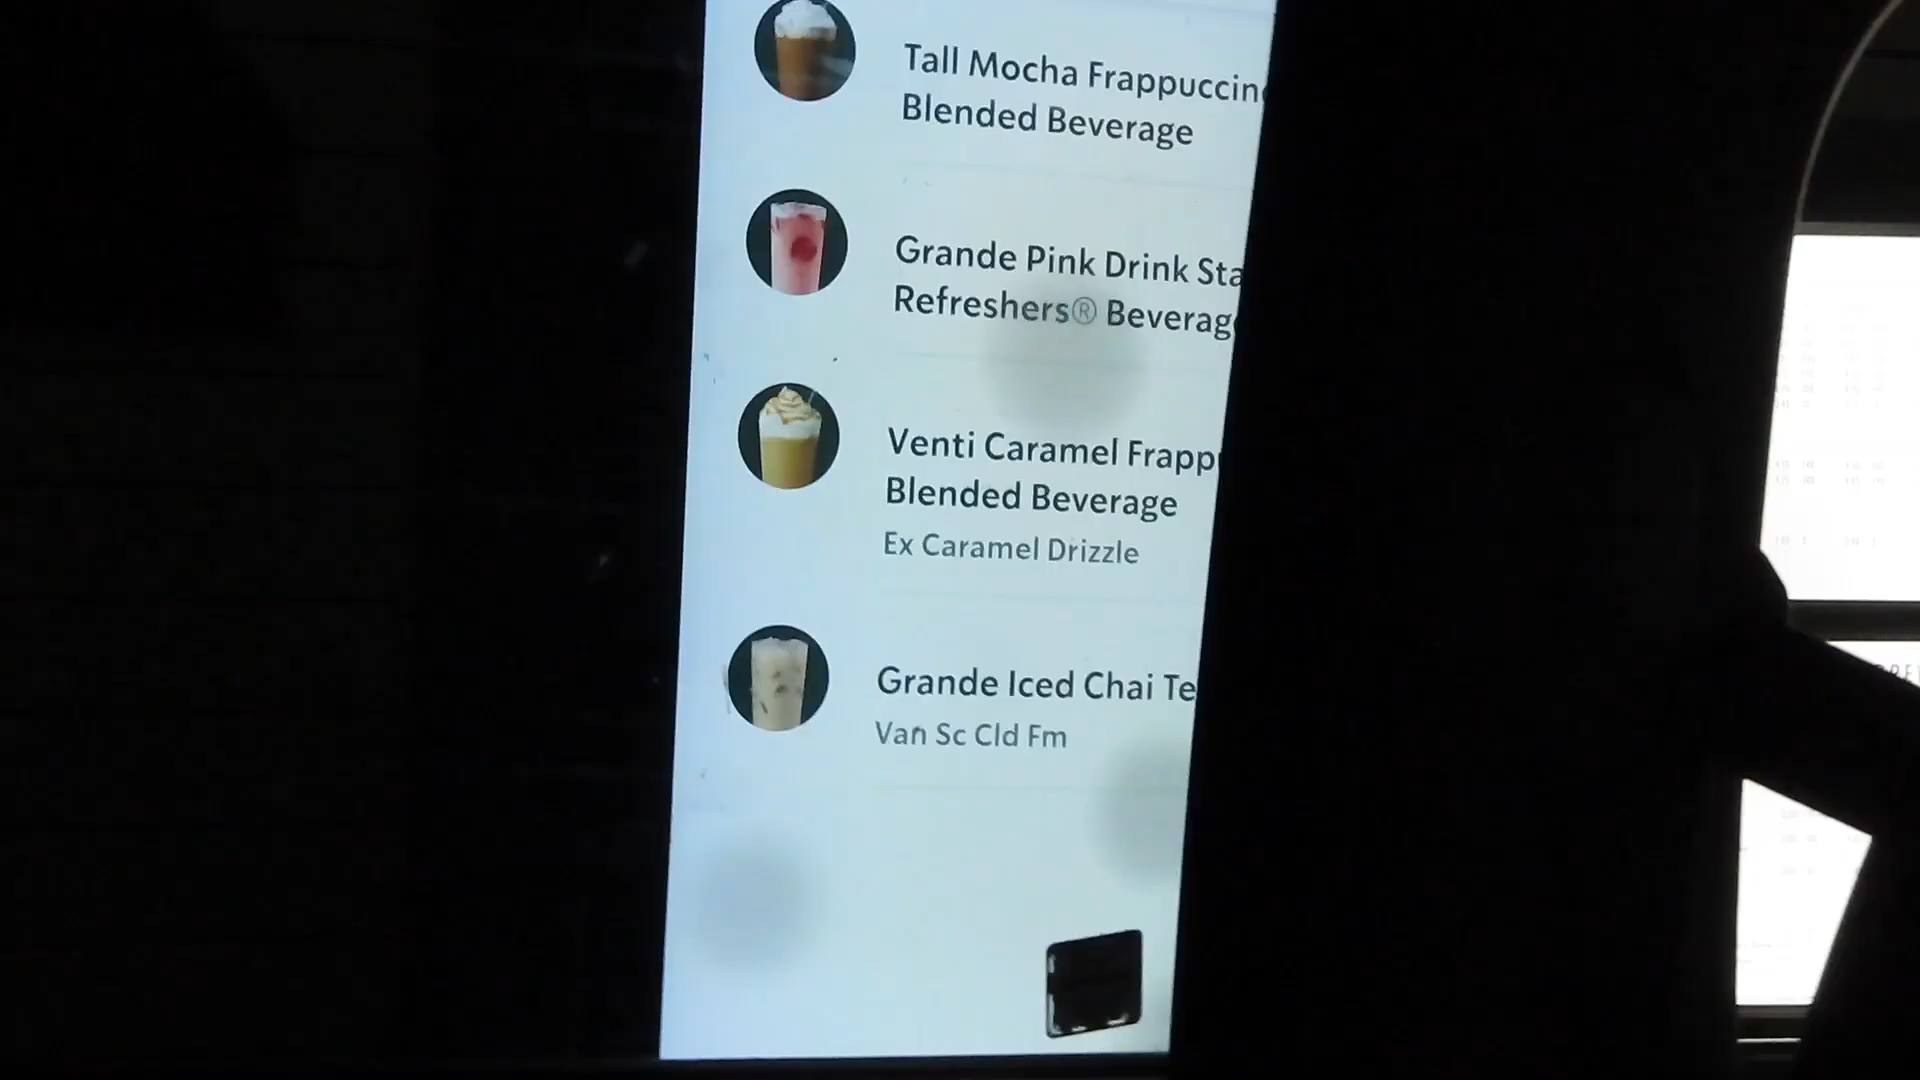 Tall Mocha Frappuccin
Blended Beverage
Grande Pink Drink Sta
Refreshers® Beverag
Venti Caramel Frapp
Blended Beverage
Ex Caramel Drizzle
Grande Iced Chai Te
Van Sc Cld Fm